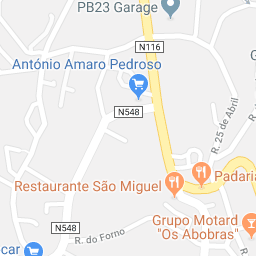 PB23 Garage
N116
António Amaro Pedroso
N548
R. 25 de Abril
Restaurante São Miguel
Padaria
Grupo Motard
"Os Abobras"
N548
R. do Forno
car